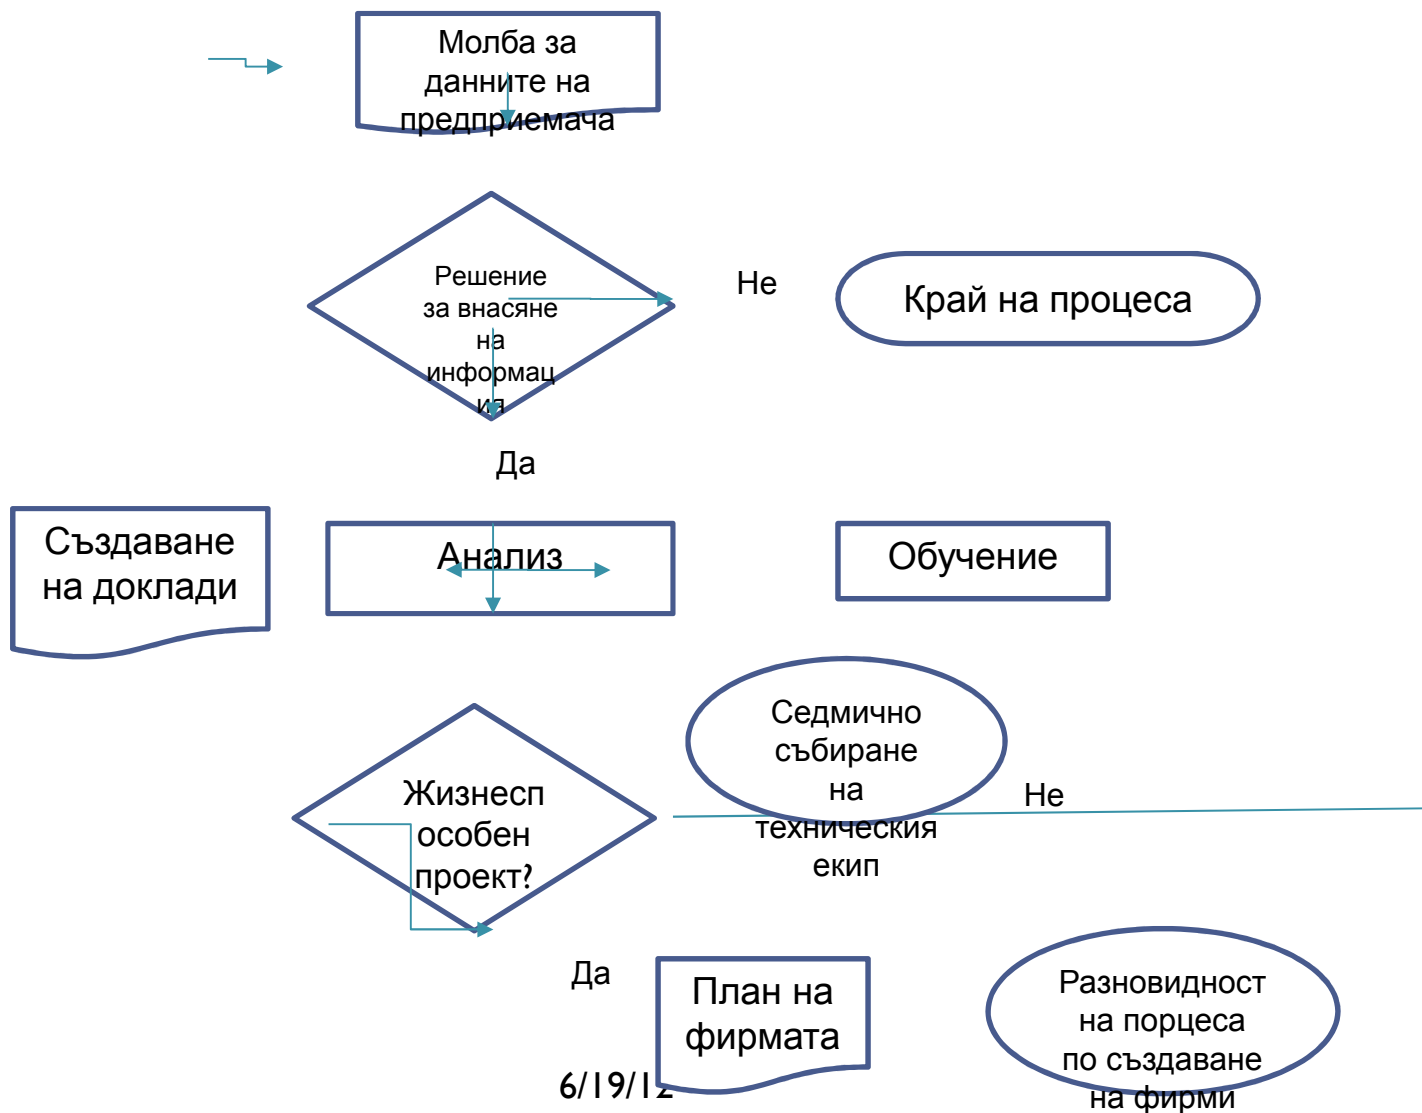 Молба за
данните на
предприемача
Решение
за внасяне
на
информац
ия
Не
Край на процеса
Да
Създаване
на доклади
Анализ
Обучение
Седмично
събиране
на
техническия
екип
Жизнесп
особен
проект?
Не
Да
План на
фирмата
Разновидност
на порцеса
по създаване
на фирми
6/19/12